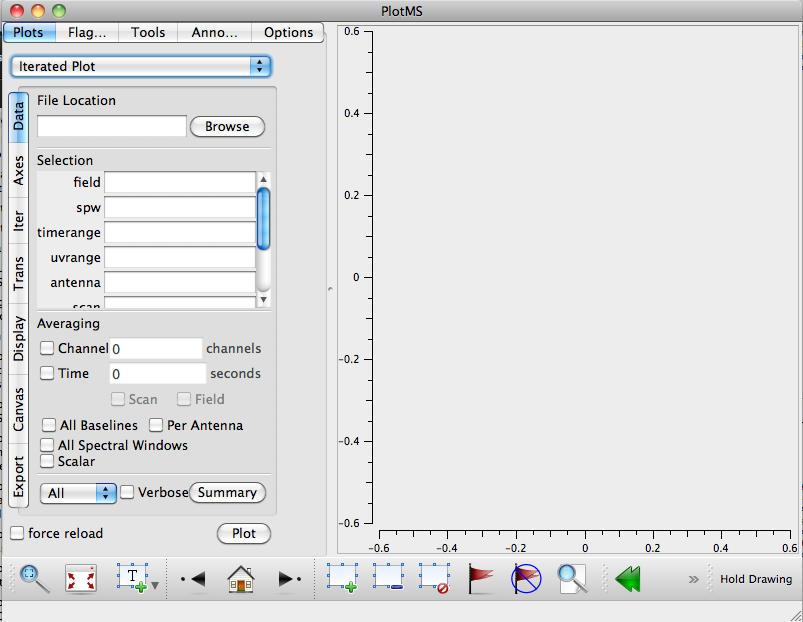 PlotMS
Plots Flag... Tools Anno... Options
Iterated Plot
Data
Axes
Iter
Trans
Display
Canvas
Export
File Location
Browse
Selection
field
spw
timerange
uvrange
antenna
scan
Averaging
Channel 0 channels
Time 0 seconds
Scan Field
All Baselines Per Antenna
All Spectral Windows
Scalar
All Verbose Summary
force reload Plot
0.6
0.4
0.2
0
-0.2
-0.4
-0.6
-0.6 -0.4 -0.2 0 0.2 0.4 0.6
T » Hold Drawing